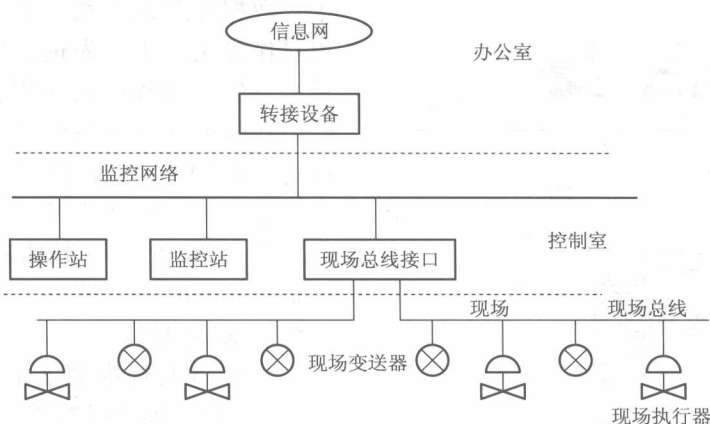 信息网
办公室
转接设备
监控网络
操作站
监控站
现场总线接口
控制室
现场
现场总线
现场变送器
现场执行器